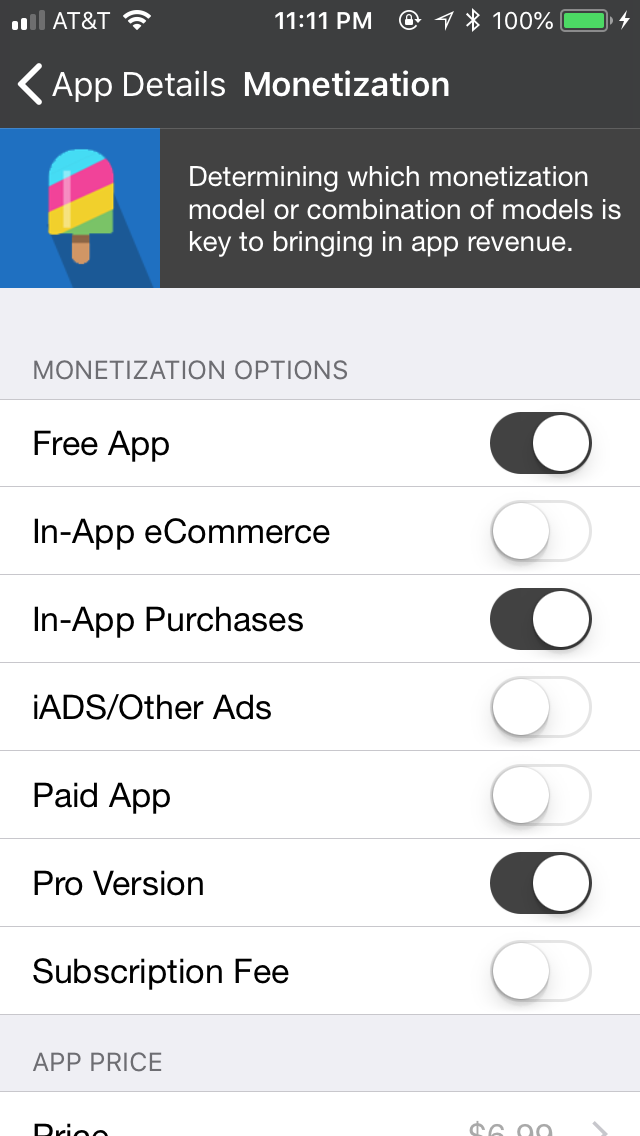 AT&T 11:11 PM 100%
App Details Monetization
Determining which monetization
model or combination of models is
key to bringing in app revenue.
MONETIZATION OPTIONS
Free App
In-App eCommerce
In-App Purchases
iADS/Other Ads
Paid App
Pro Version
Subscription Fee
APP PRICE
Price $6.99